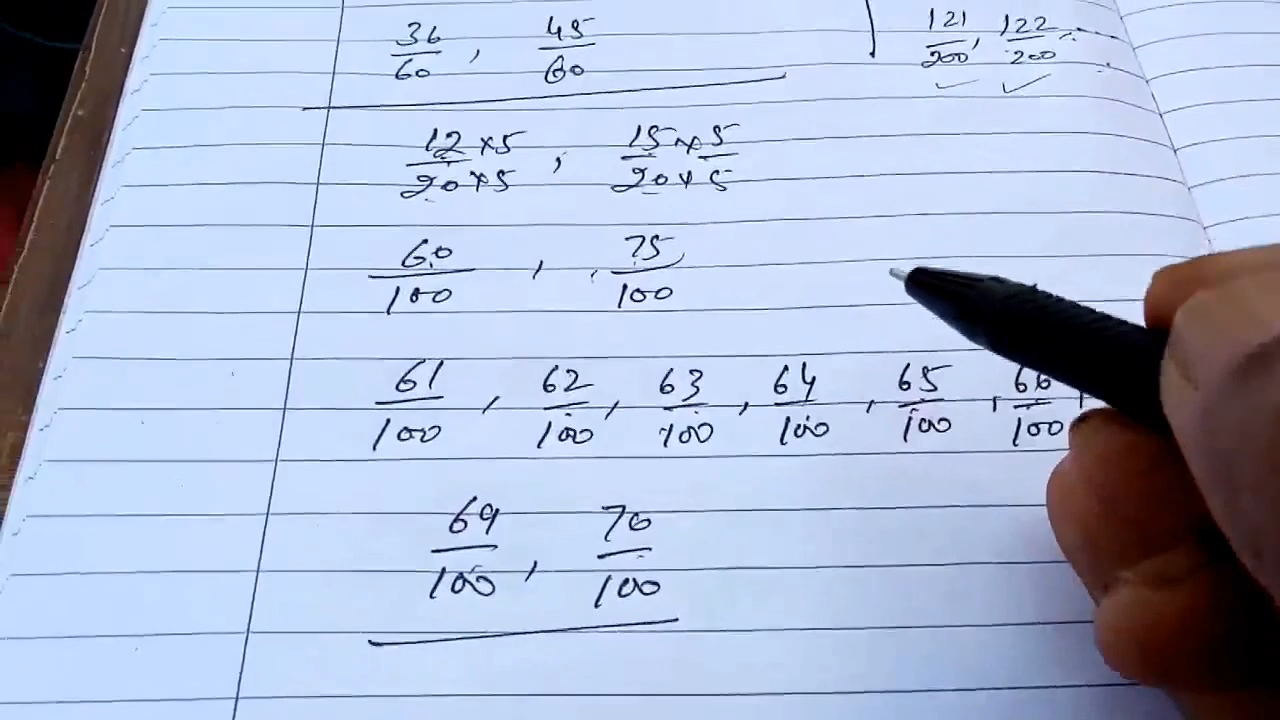 36/60 , 45/60
121/200, 122/200, ....
12×5/20×5 , 15×5/20×5
60/100 , 75/100
61/100 , 62/100 , 63/100 , 64/100 , 65/100 , 66/100 ,
69/100 , 70/100